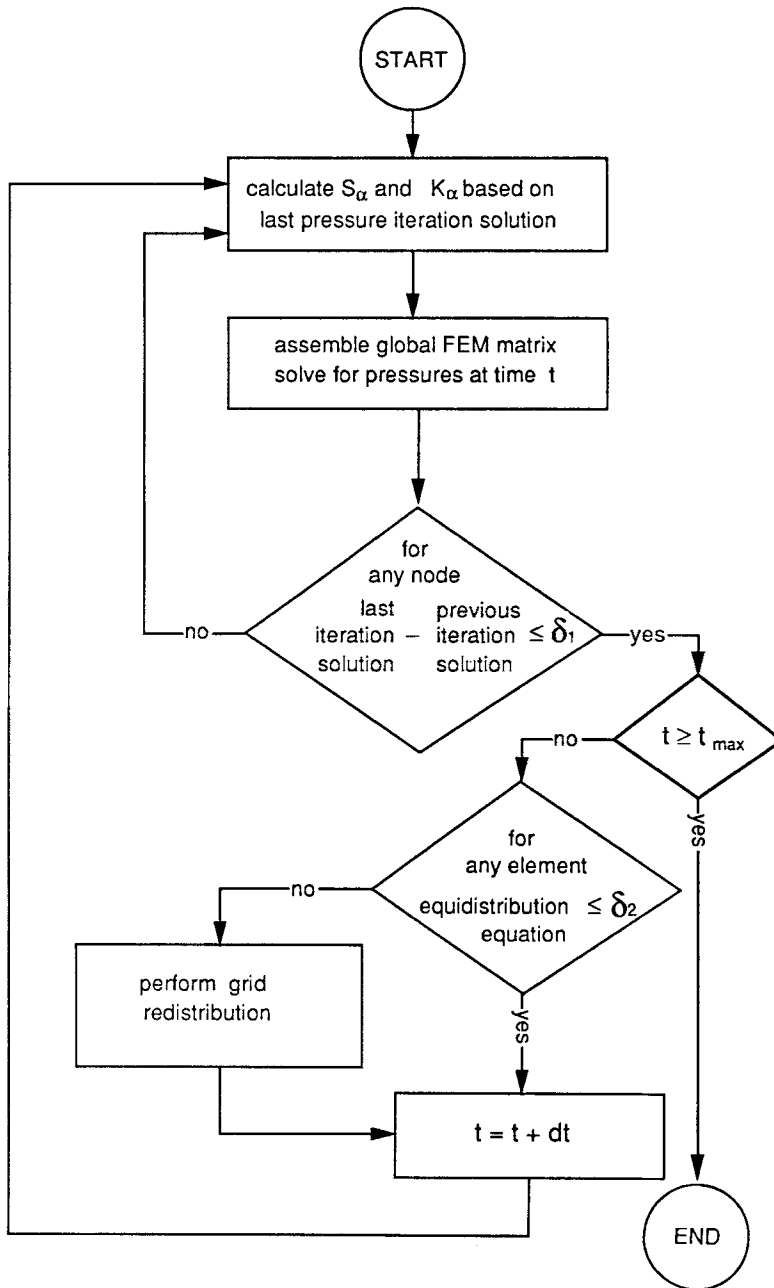 START
calculate Sα and Kα based on
last pressure iteration solution
assemble global FEM matrix
solve for pressures at time t
for
any node
last previous
iteration – iteration ≤ δ₁
solution solution
no
yes
t ≥ t max
no
yes
for
any element
equidistribution ≤ δ₂
equation
no
yes
perform grid
redistribution
t = t + dt
END